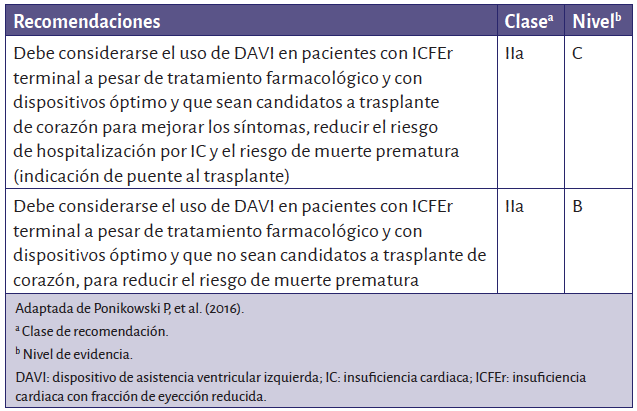 Recomendaciones Claseª Nivelᵇ
Debe considerarse el uso de DAVI en pacientes con ICFEr IIa C
terminal a pesar de tratamiento farmacológico y con
dispositivos óptimo y que sean candidatos a trasplante
de corazón para mejorar los síntomas, reducir el riesgo
de hospitalización por IC y el riesgo de muerte prematura
(indicación de puente al trasplante)
Debe considerarse el uso de DAVI en pacientes con ICFEr IIa B
terminal a pesar de tratamiento farmacológico y con
dispositivos óptimo y que no sean candidatos a trasplante de
corazón, para reducir el riesgo de muerte prematura
Adaptada de Ponikowski P, et al. (2016).
ª Clase de recomendación.
ᵇ Nivel de evidencia.
DAVI: dispositivo de asistencia ventricular izquierda; IC: insuficiencia cardiaca; ICFEr: insuficiencia
cardiaca con fracción de eyección reducida.